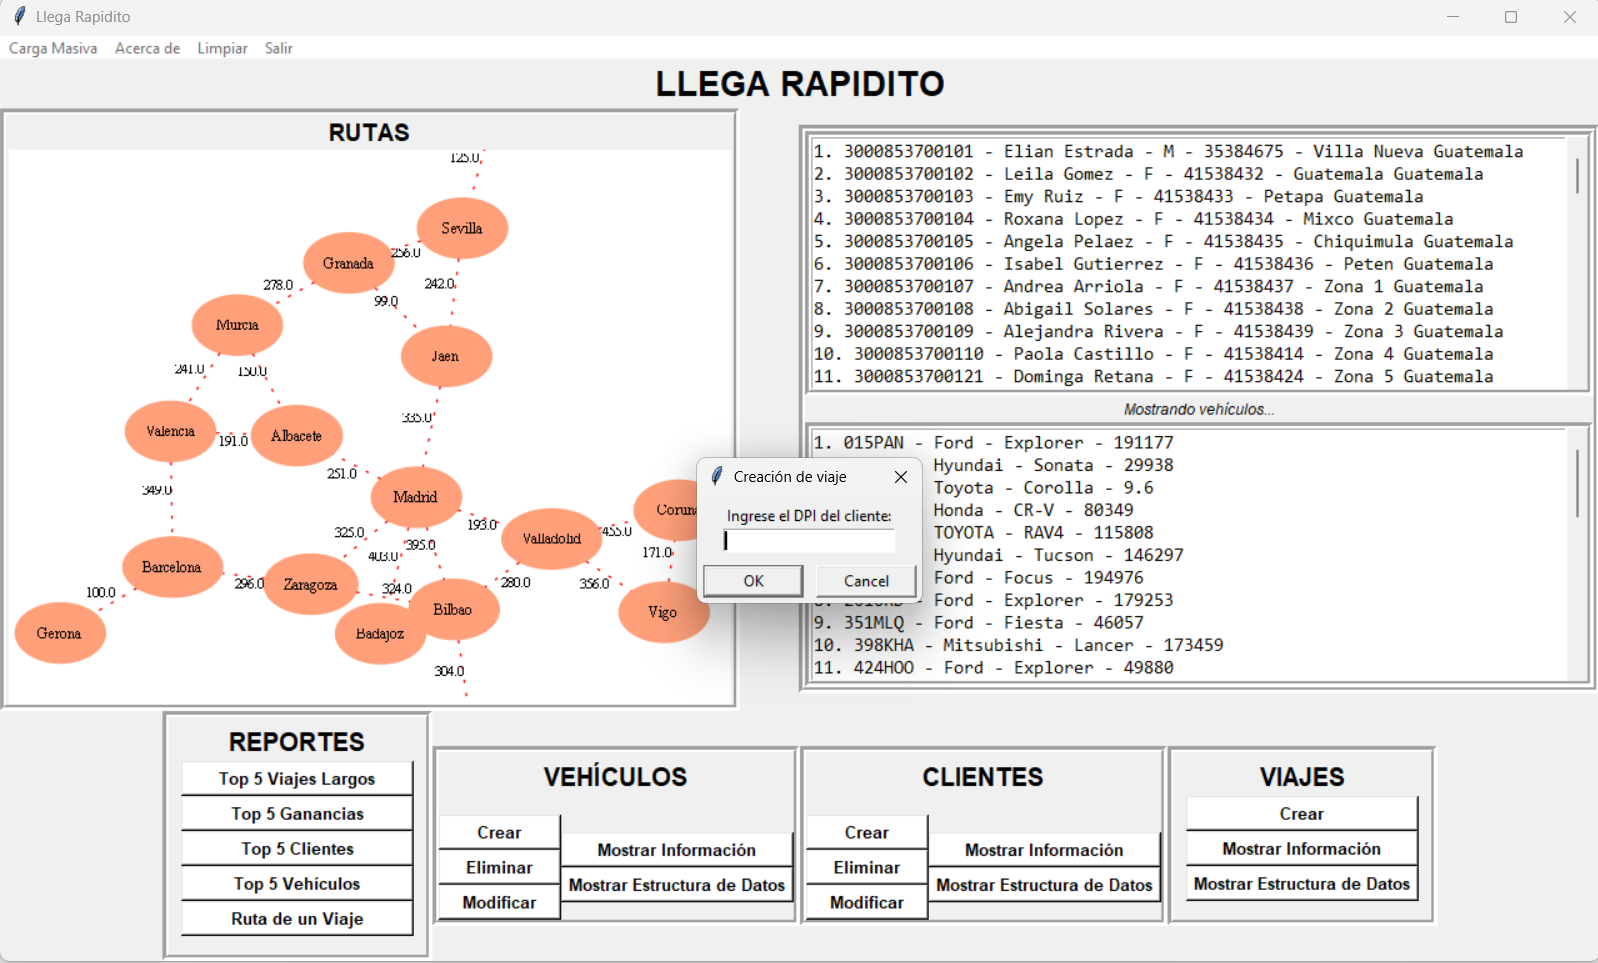 Llega Rapidito
Carga Masiva Acerca de Limpiar Salir
LLEGA RAPIDITO
RUTAS
125.0
Sevilla
256.0
Granada
242.0
278.0
99.0
Murcia
Jaen
241.0
150.0
335.0
Valencia
191.0
Albacete
251.0
349.0
Madrid
193.0
325.0
395.0
403.0
Valladolid
455.0
171.0
Barcelona
296.0
Zaragoza
324.0
280.0
356.0
100.0
Bilbao
Vigo
Gerona
Badajoz
304.0
1. 3000853700101 - Elian Estrada - M - 35384675 - Villa Nueva Guatemala
2. 3000853700102 - Leila Gomez - F - 41538432 - Guatemala Guatemala
3. 3000853700103 - Emy Ruiz - F - 41538433 - Petapa Guatemala
4. 3000853700104 - Roxana Lopez - F - 41538434 - Mixco Guatemala
5. 3000853700105 - Angela Pelaez - F - 41538435 - Chiquimula Guatemala
6. 3000853700106 - Isabel Gutierrez - F - 41538436 - Peten Guatemala
7. 3000853700107 - Andrea Arriola - F - 41538437 - Zona 1 Guatemala
8. 3000853700108 - Abigail Solares - F - 41538438 - Zona 2 Guatemala
9. 3000853700109 - Alejandra Rivera - F - 41538439 - Zona 3 Guatemala
10. 3000853700110 - Paola Castillo - F - 41538414 - Zona 4 Guatemala
11. 3000853700121 - Dominga Retana - F - 41538424 - Zona 5 Guatemala
Mostrando vehículos...
1. 015PAN - Ford - Explorer - 191177
Hyundai - Sonata - 29938
Toyota - Corolla - 9.6
Honda - CR-V - 80349
TOYOTA - RAV4 - 115808
Hyundai - Tucson - 146297
Ford - Focus - 194976
- Ford - Explorer - 179253
9. 351MLQ - Ford - Fiesta - 46057
10. 398KHA - Mitsubishi - Lancer - 173459
11. 424HOO - Ford - Explorer - 49880
Creación de viaje
Ingrese el DPI del cliente:
OK
Cancel
REPORTES
Top 5 Viajes Largos
Top 5 Ganancias
Top 5 Clientes
Top 5 Vehículos
Ruta de un Viaje
VEHÍCULOS
Crear
Eliminar
Modificar
Mostrar Información
Mostrar Estructura de Datos
CLIENTES
Crear
Eliminar
Modificar
Mostrar Información
Mostrar Estructura de Datos
VIAJES
Crear
Mostrar Información
Mostrar Estructura de Datos